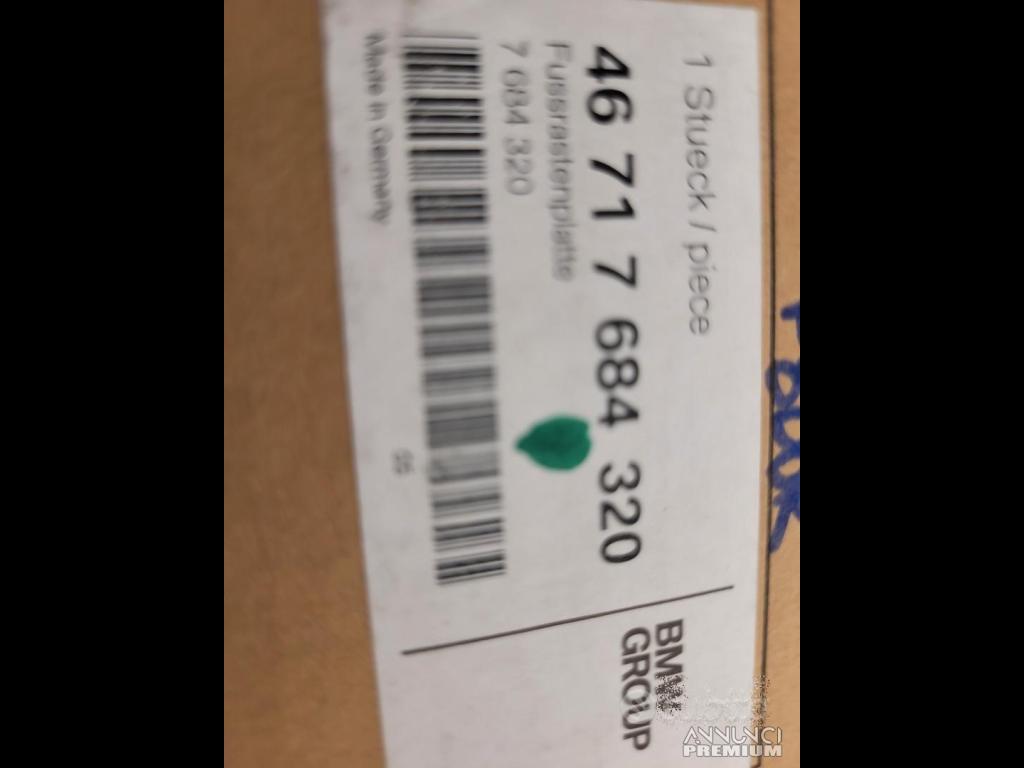 1 Stueck / piece
46 71 7 684 320
Fussrastenplatte
7 684 320
Made in Germany
BMW
GROUP
ANNUNCI
PREMIUM